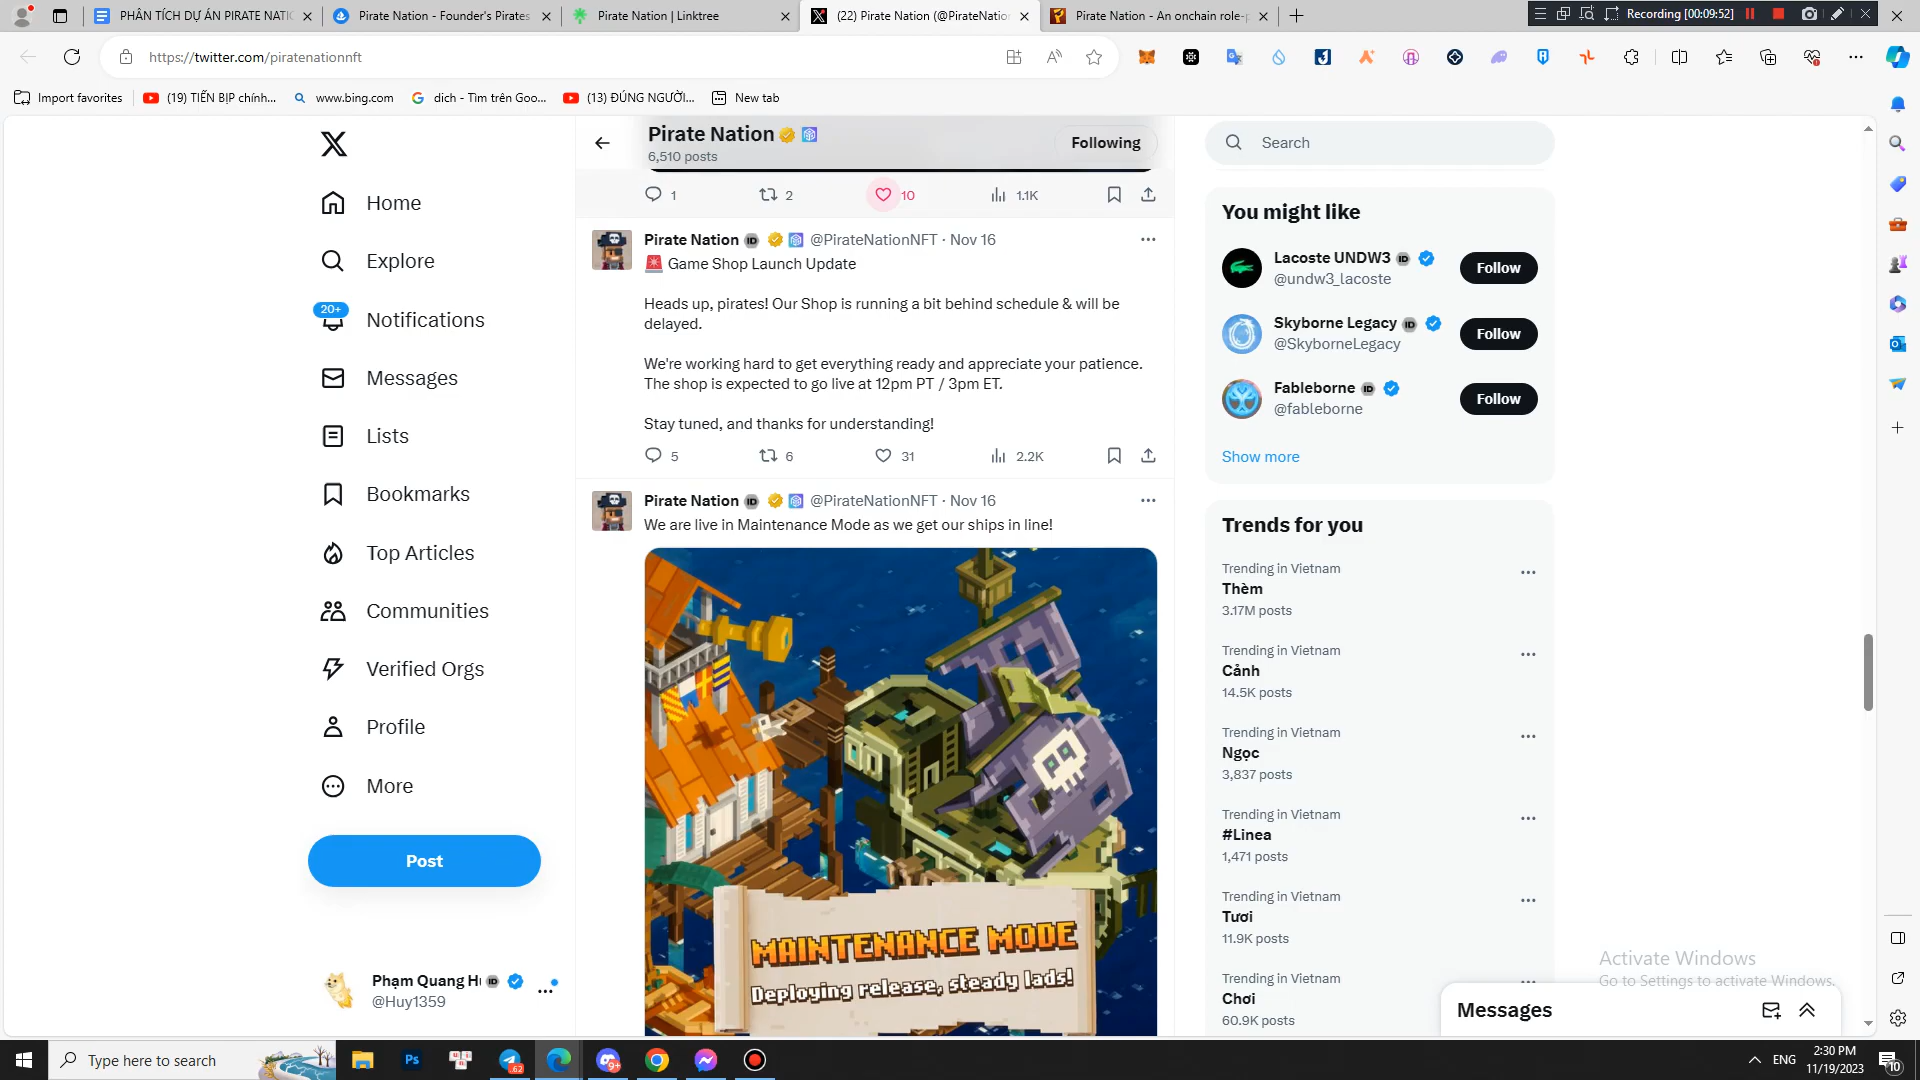 PHÂN TÍCH DỰ ÁN PIRATE NATIO
Pirate Nation - Founder's Pirates
Pirate Nation | Linktree
(22) Pirate Nation (@PirateNation
Pirate Nation - An onchain role-p
Recording [00:09:52]
https://twitter.com/piratenationnft
Import favorites
(19) TIẾN BỊP chính...
www.bing.com
dich - Tìm trên Goo...
(13) ĐÚNG NGƯỜI...
New tab
Home
Explore
20+
Notifications
Messages
Lists
Bookmarks
Top Articles
Communities
Verified Orgs
Profile
More
Post
Phạm Quang H
@Huy1359
Pirate Nation
6,510 posts
Following
1 2 10 1.1K
Pirate Nation @PirateNationNFT · Nov 16
Game Shop Launch Update
Heads up, pirates! Our Shop is running a bit behind schedule & will be
delayed.
We're working hard to get everything ready and appreciate your patience.
The shop is expected to go live at 12pm PT / 3pm ET.
Stay tuned, and thanks for understanding!
5 6 31 2.2K
Pirate Nation @PirateNationNFT · Nov 16
We are live in Maintenance Mode as we get our ships in line!
MAINTENANCE MODE
Deploying release, steady lads!
Search
You might like
Lacoste UNDW3
@undw3_lacoste
Follow
Skyborne Legacy
@SkyborneLegacy
Follow
Fableborne
@fableborne
Follow
Show more
Trends for you
Trending in Vietnam
Thèm
3.17M posts
Trending in Vietnam
Cảnh
14.5K posts
Trending in Vietnam
Ngọc
3,837 posts
Trending in Vietnam
#Linea
1,471 posts
Trending in Vietnam
Tươi
11.9K posts
Trending in Vietnam
Chơi
60.9K posts
Activate Windows
Go to Settings to activate Windows.
Messages
Type here to search
Ps
62
9+
ENG
2:30 PM
11/19/2023
10